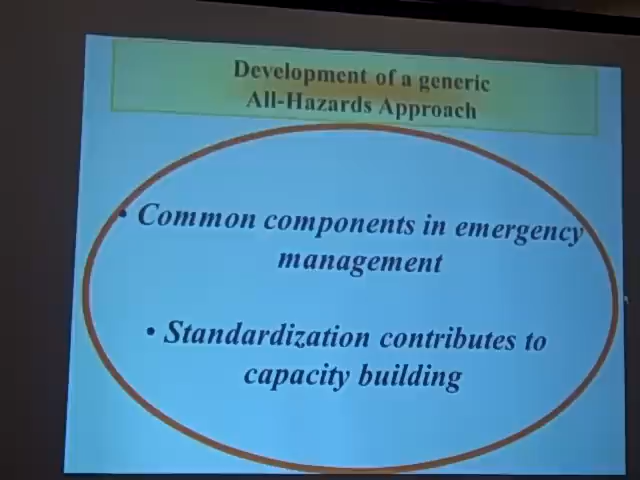 Development of a generic
All-Hazards Approach
• Common components in emergency
management
• Standardization contributes to
capacity building